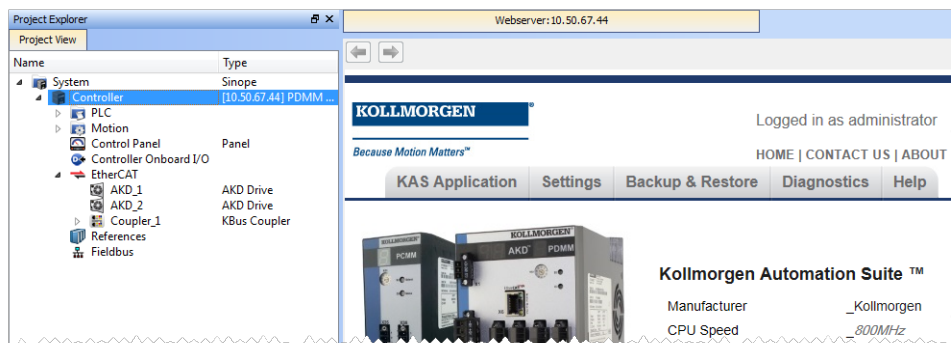 Project Explorer
Project View
Name Type
System Sinope
Controller [10.50.67.44] PDMM ...
PLC
Motion
Control Panel Panel
Controller Onboard I/O
EtherCAT
AKD_1 AKD Drive
AKD_2 AKD Drive
Coupler_1 KBus Coupler
References
Fieldbus
Webserver:10.50.67.44
KOLLMORGEN®
Because Motion Matters™
Logged in as administrator
HOME | CONTACT US | ABOUT
KAS Application Settings Backup & Restore Diagnostics Help
KOLLMORGEN
PCMM
KOLLMORGEN
AKD™ PDMM
Kollmorgen Automation Suite ™
Manufacturer _Kollmorgen
CPU Speed _800MHz